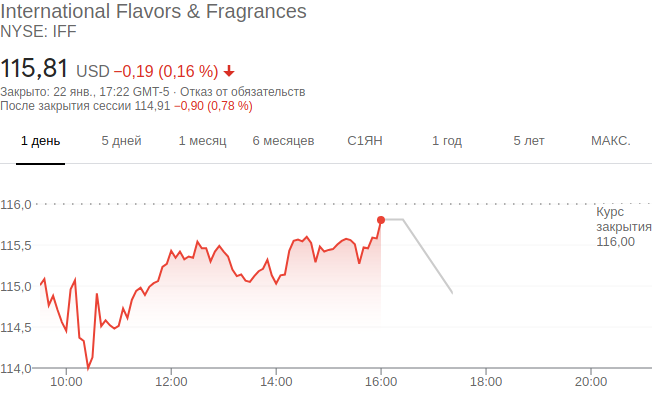 International Flavors & Fragrances
NYSE: IFF
115,81 USD −0,19 (0,16 %)
Закрыто: 22 янв., 17:22 GMT-5 · Отказ от обязательств
После закрытия сессии 114,91 −0,90 (0,78 %)
1 день 5 дней 1 месяц 6 месяцев С1ЯН 1 год 5 лет МАКС.
116,0
Курс
закрытия
116,00
115,5
115,0
114,5
114,0
10:00 12:00 14:00 16:00 18:00 20:00